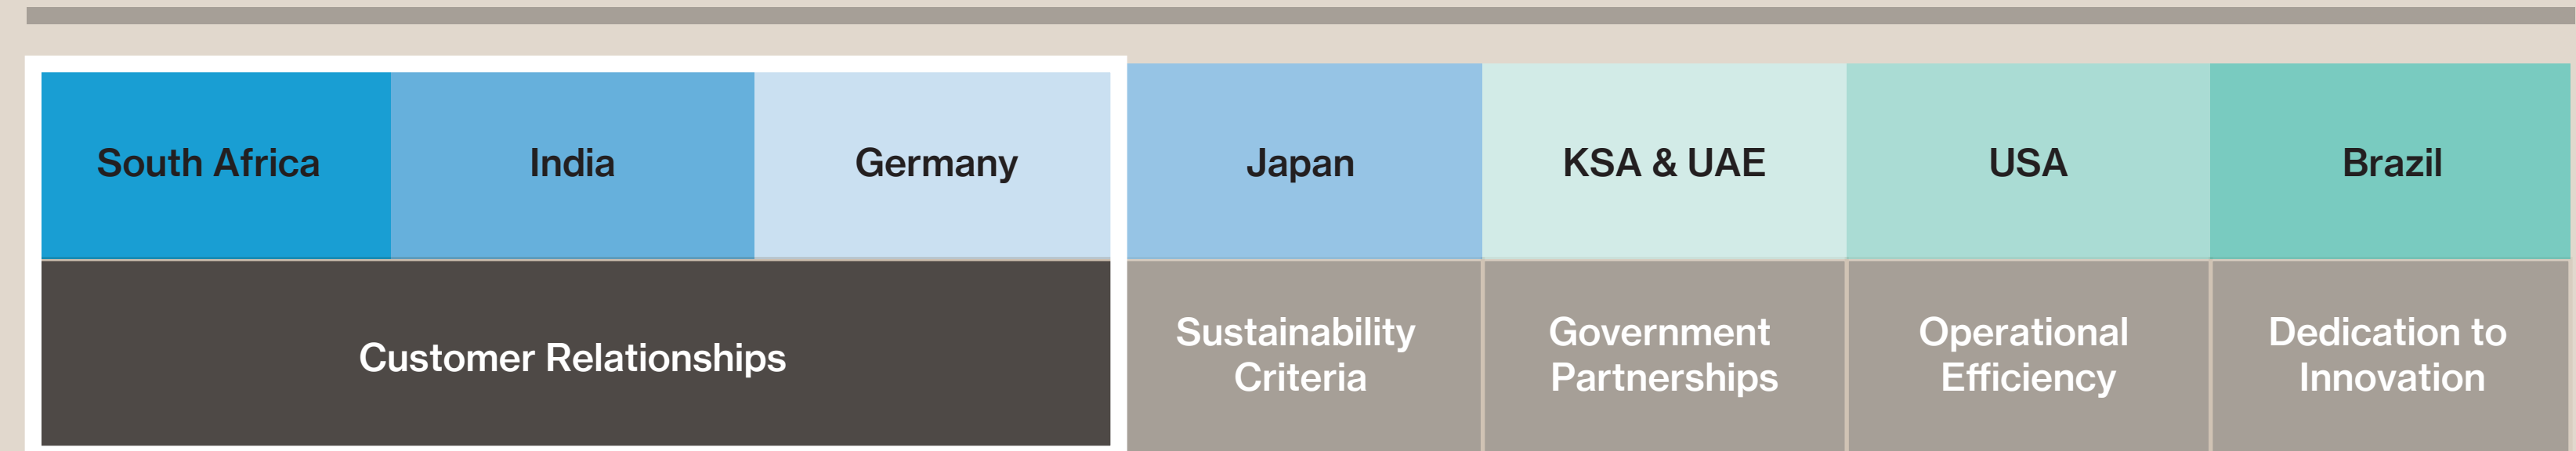 South Africa
India
Germany
Japan
KSA & UAE
USA
Brazil
Customer Relationships
Sustainability
Criteria
Government
Partnerships
Operational
Efficiency
Dedication to
Innovation